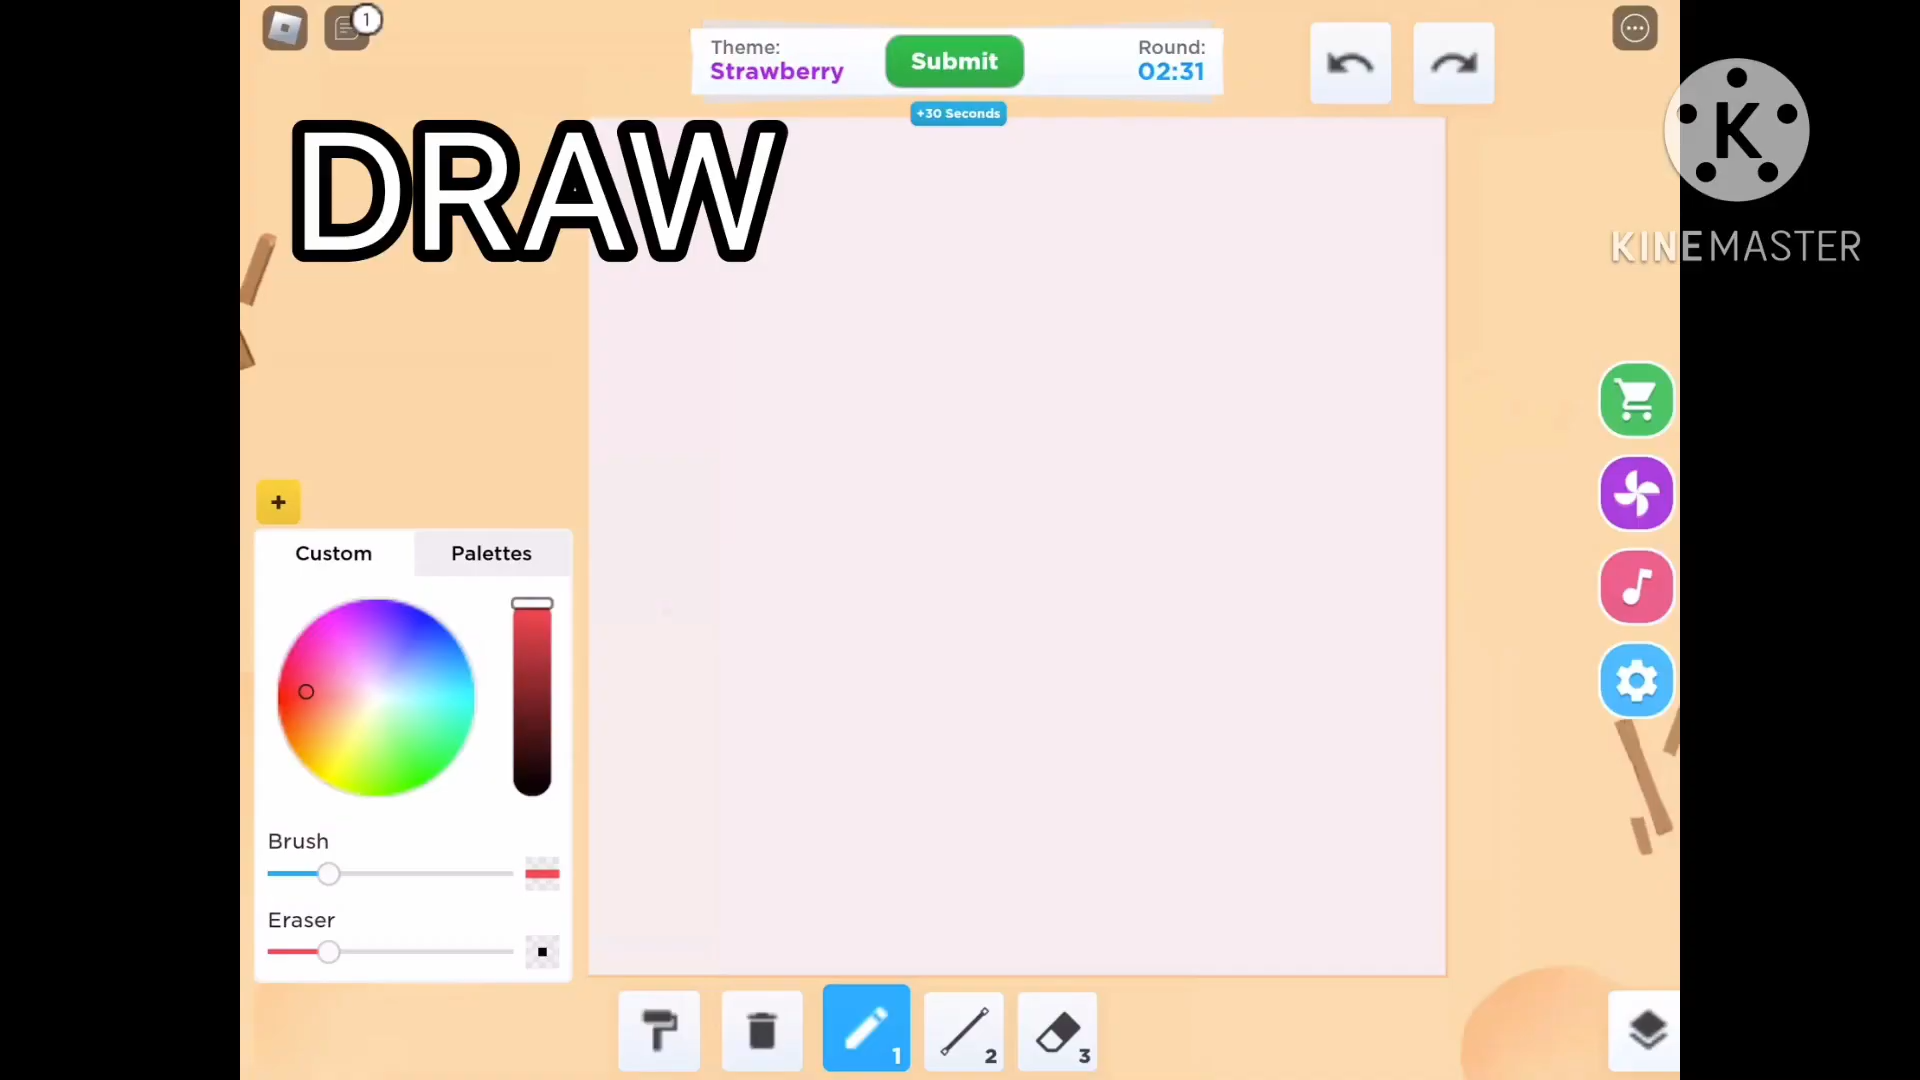 1
Theme:
Strawberry
Submit
Round:
02:31
+30 Seconds
DRAW
K
KINEMASTER
+
Custom
Palettes
Brush
Eraser
1
2
3